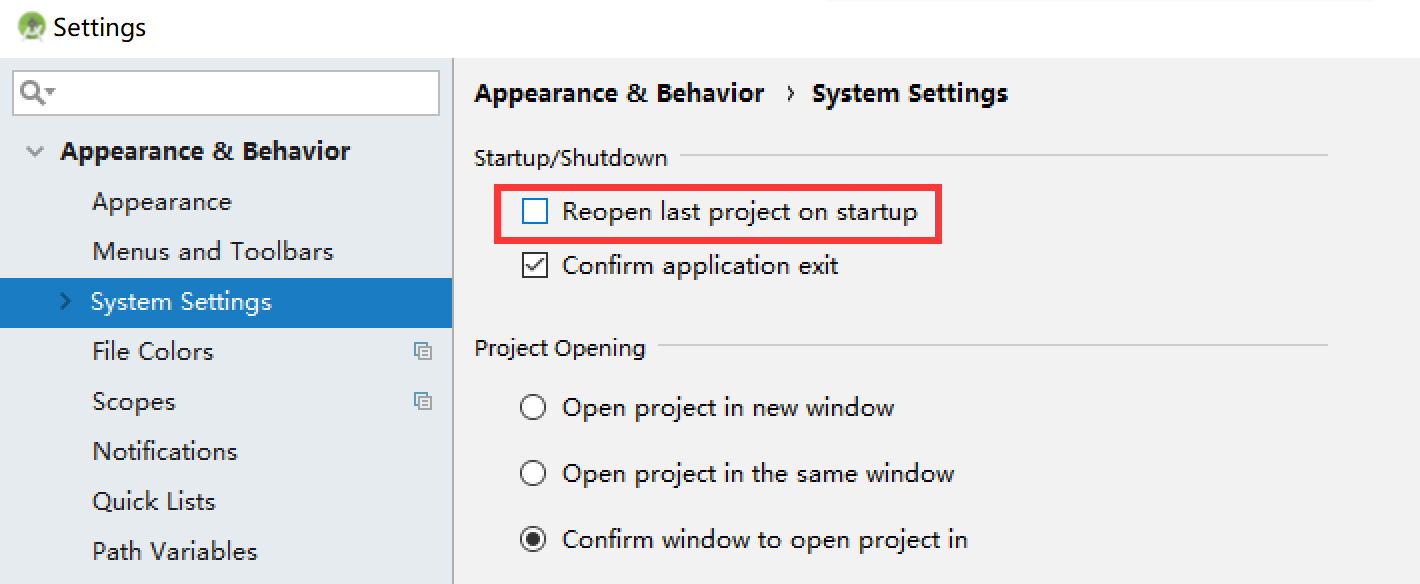 Settings
Appearance & Behavior
Appearance
Menus and Toolbars
System Settings
File Colors
Scopes
Notifications
Quick Lists
Path Variables
Appearance & Behavior › System Settings
Startup/Shutdown
Reopen last project on startup
Confirm application exit
Project Opening
Open project in new window
Open project in the same window
Confirm window to open project in